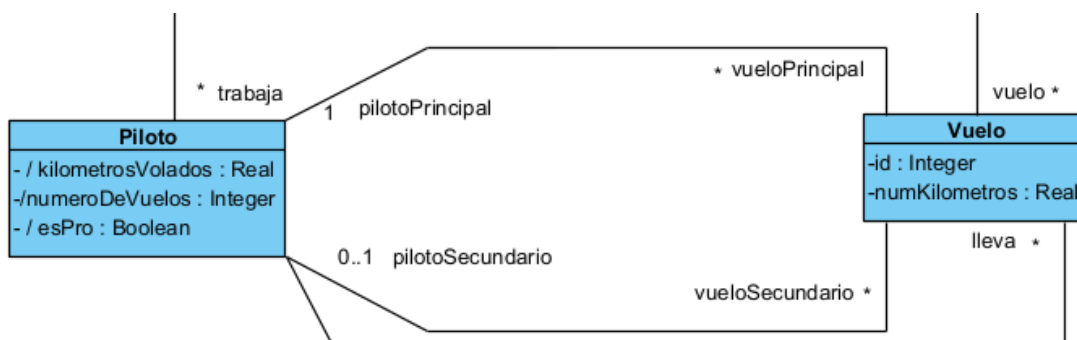 * trabaja
1 pilotoPrincipal
* vueloPrincipal
vuelo *
Piloto
- / kilometrosVolados : Real
-/numeroDeVuelos : Integer
- / esPro : Boolean
Vuelo
-id : Integer
-numKilometros : Real
0..1 pilotoSecundario
vueloSecundario *
lleva *